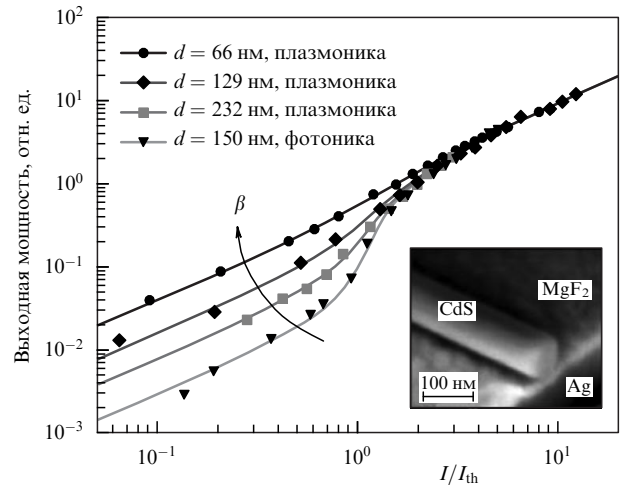 Выходная мощность, отн. ед.
10²
10¹
10⁰
10⁻¹
10⁻²
10⁻³
d = 66 нм, плазмоника
d = 129 нм, плазмоника
d = 232 нм, плазмоника
d = 150 нм, фотоника
β
MgF₂
CdS
Ag
100 нм
10⁻¹
10⁰
10¹
I/Iₜₕ